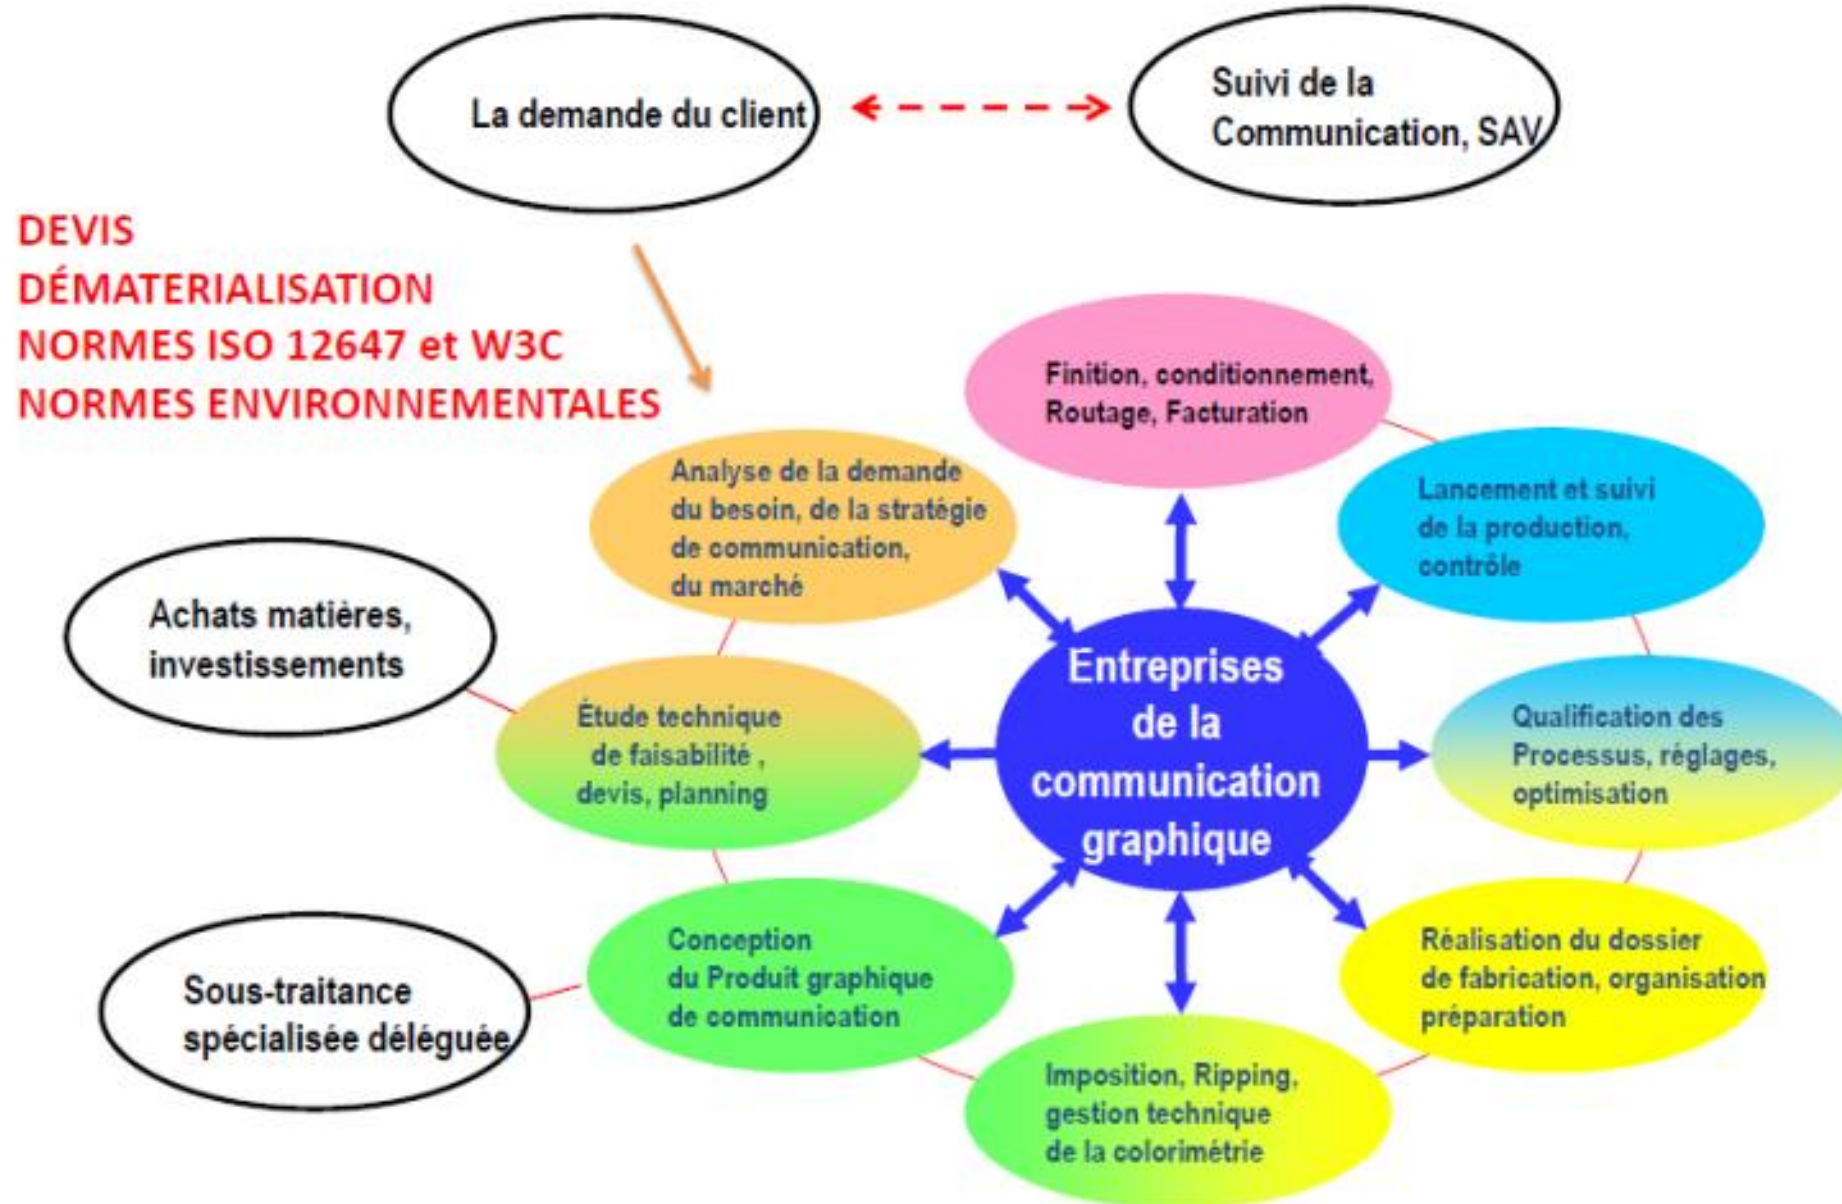 La demande du client
Suivi de la
Communication, SAV
DEVIS
DÉMATERIALISATION
NORMES ISO 12647 et W3C
NORMES ENVIRONNEMENTALES
Finition, conditionnement,
Routage, Facturation
Analyse de la demande
du besoin, de la stratégie
de communication,
du marché
Lancement et suivi
de la production,
contrôle
Achats matières,
investissements
Entreprises
de la
communication
graphique
Étude technique
de faisabilité ,
devis, planning
Qualification des
Processus, réglages,
optimisation
Conception
du Produit graphique
de communication
Réalisation du dossier
de fabrication, organisation
préparation
Sous-traitance
spécialisée déléguée
Imposition, Ripping,
gestion technique
de la colorimétrie